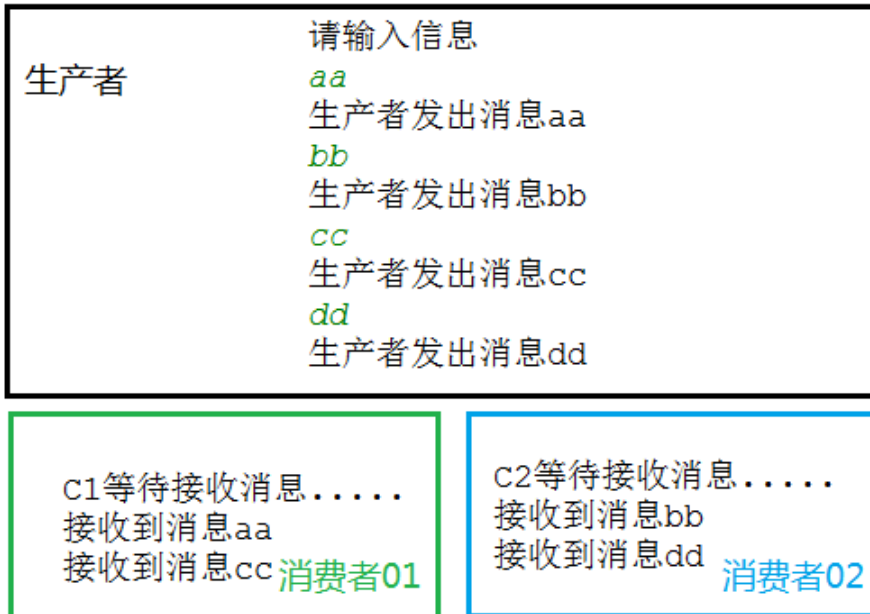 请输入信息
生产者
aa
生产者发出消息aa
bb
生产者发出消息bb
cc
生产者发出消息cc
dd
生产者发出消息dd
C1等待接收消息.....
接收到消息aa
接收到消息cc
消费者01
C2等待接收消息.....
接收到消息bb
接收到消息dd
消费者02